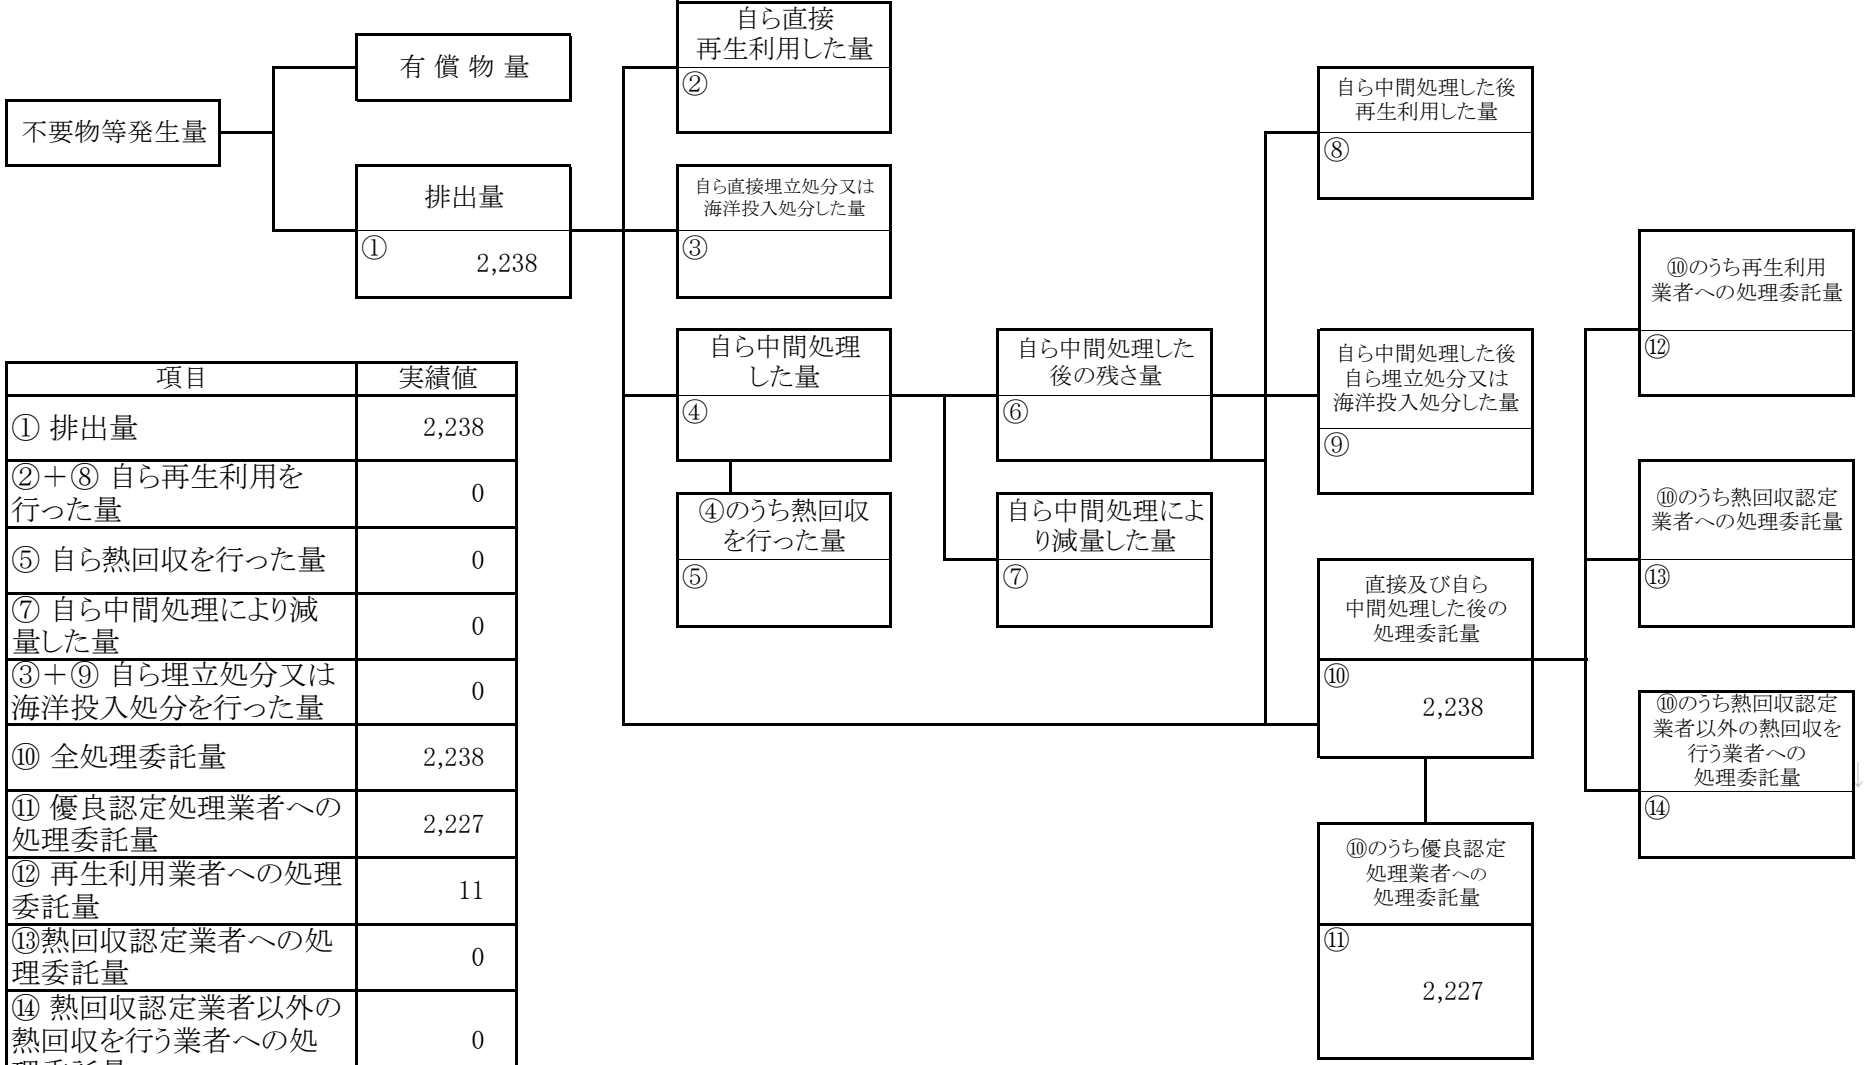 自ら直接
再生利用した量
②
有 償 物 量
不要物等発生量
排出量
①
2,238
自ら直接埋立処分又は
海洋投入処分した量
③
自ら中間処理した後
再生利用した量
⑧
⑩のうち再生利用
業者への処理委託量
⑫
自ら中間処理
した量
④
自ら中間処理した
後の残さ量
⑥
自ら中間処理した後
自ら埋立処分又は
海洋投入処分した量
⑨
④のうち熱回収
を行った量
⑤
自ら中間処理によ
り減量した量
⑦
⑩のうち熱回収認定
業者への処理委託量
⑬
直接及び自ら
中間処理した後の
処理委託量
⑩
2,238
⑩のうち熱回収認定
業者以外の熱回収を
行う業者への
処理委託量
⑭
↓
⑩のうち優良認定
処理業者への
処理委託量
⑪
2,227
項目 実績値
① 排出量 2,238
②＋⑧ 自ら再生利用を
行った量 0
⑤ 自ら熱回収を行った量 0
⑦ 自ら中間処理により減
量した量 0
③＋⑨ 自ら埋立処分又は
海洋投入処分を行った量 0
⑩ 全処理委託量 2,238
⑪ 優良認定処理業者への
処理委託量 2,227
⑫ 再生利用業者への処理
委託量 11
⑬熱回収認定業者への処
理委託量 0
⑭ 熱回収認定業者以外の
熱回収を行う業者への処 0